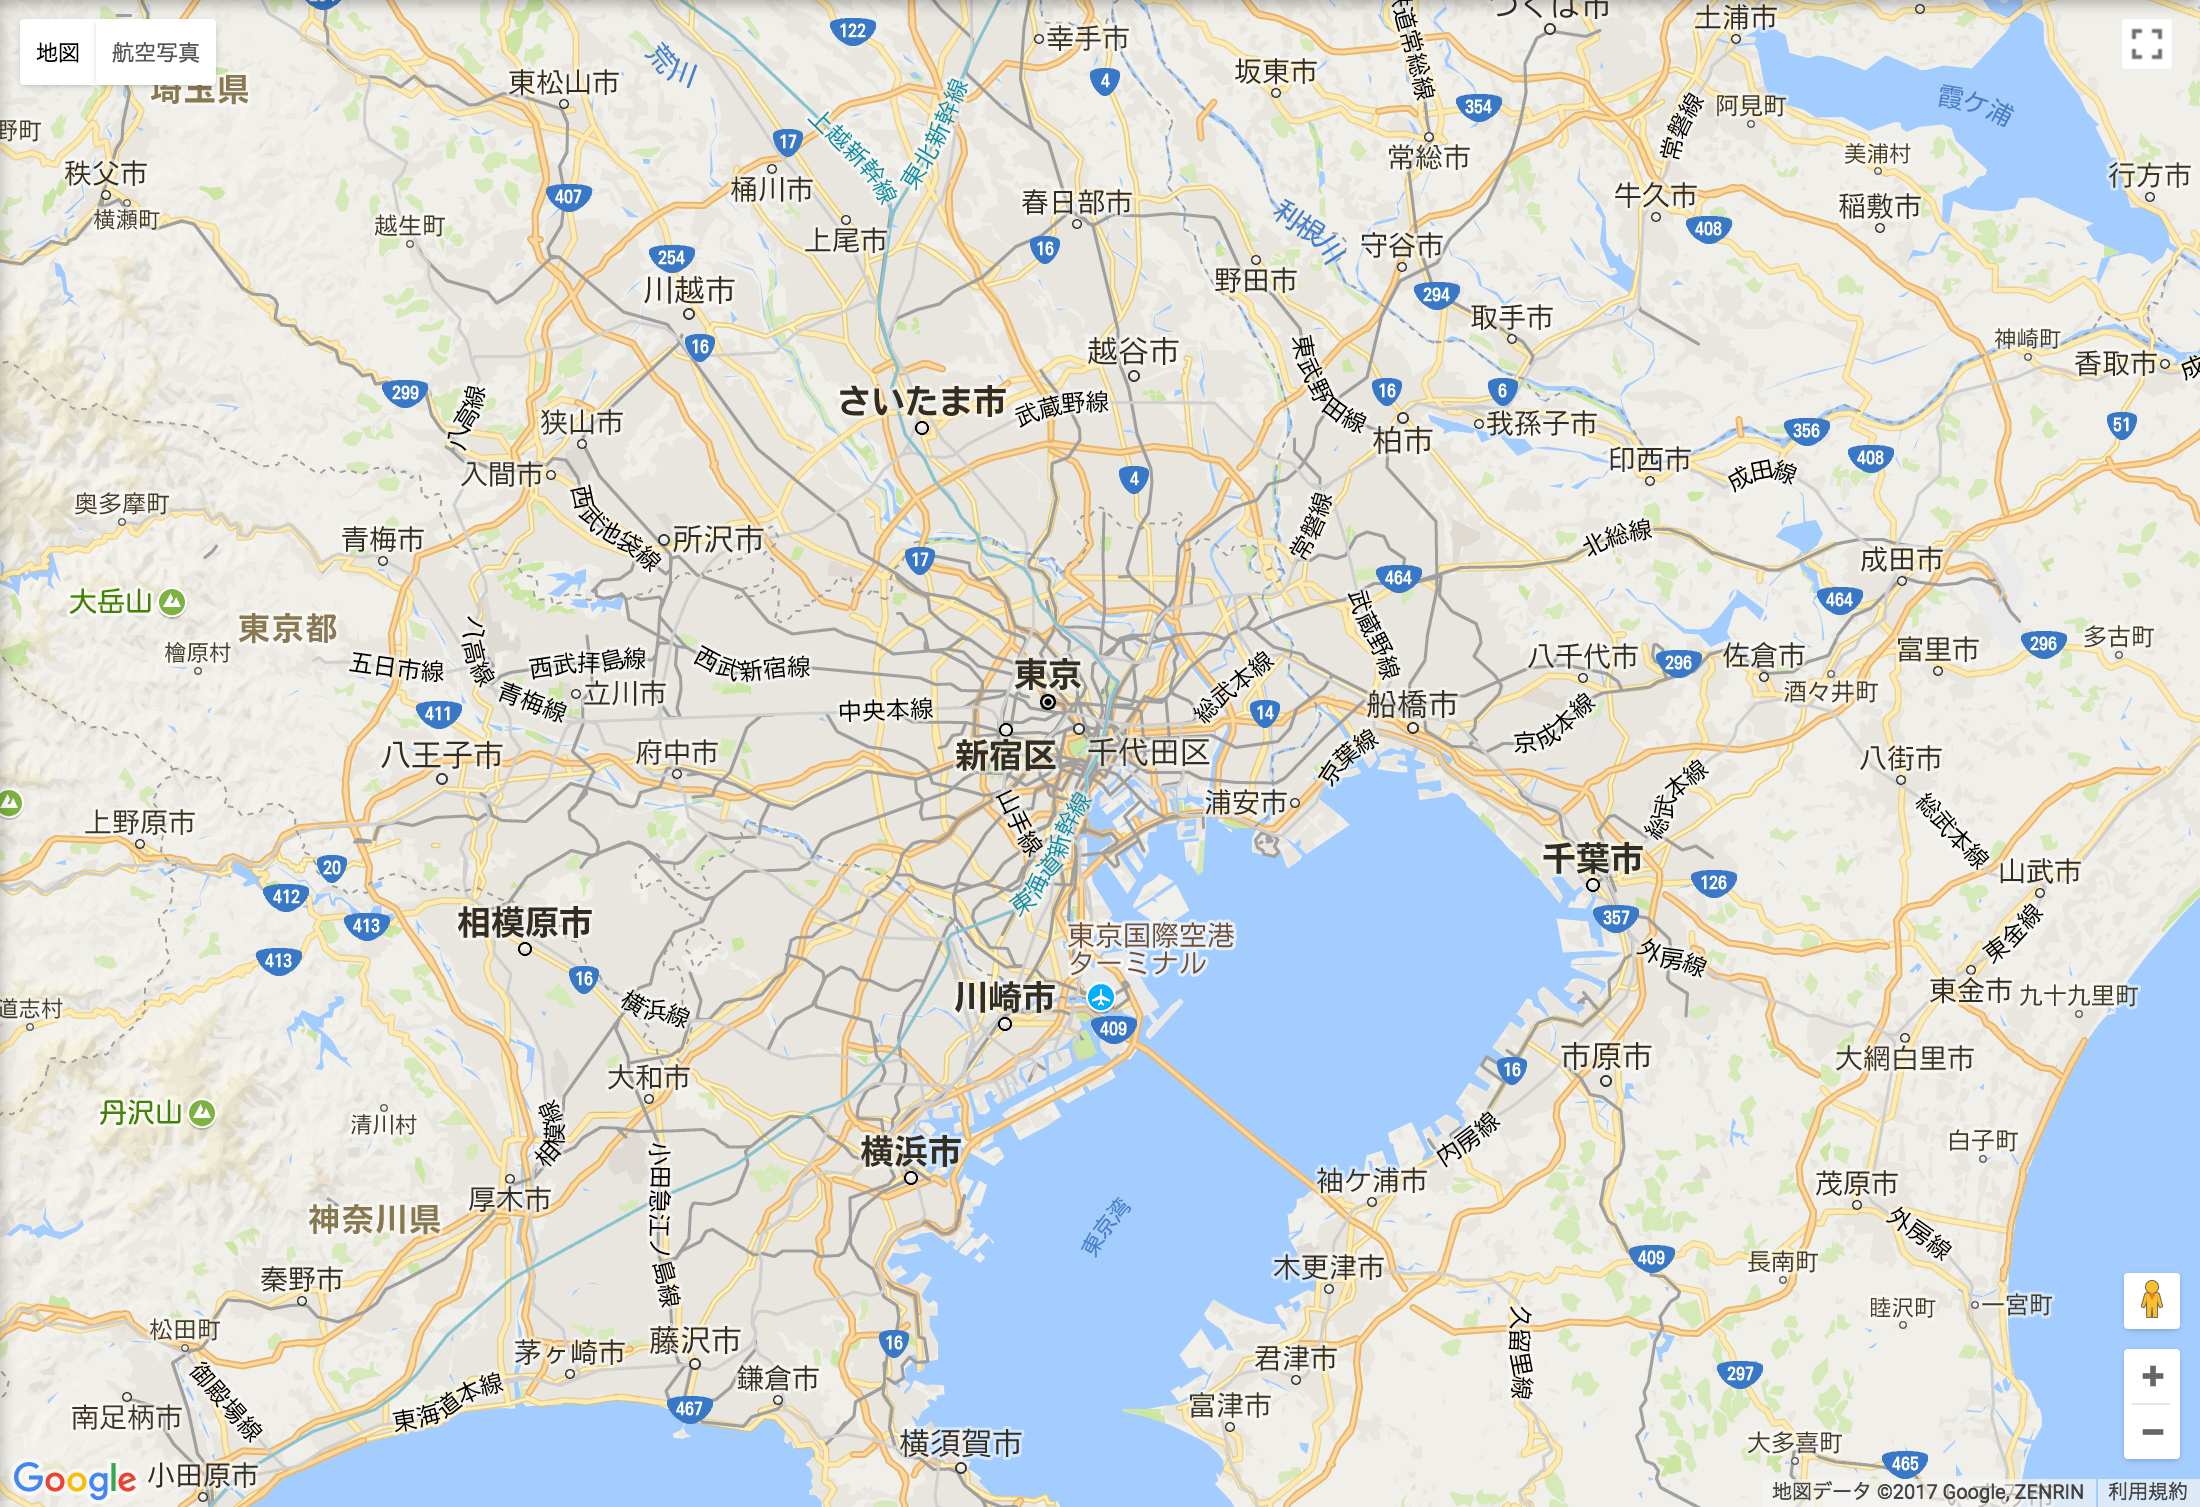 地図 航空写真
122
つくば市
土浦市
幸手市
荒川
東松山市
4
坂東市
354
阿見町
霞ケ浦
埼玉県
野町
17
上越新幹線
東北新幹線
常総市
常磐線
美浦村
秩父市
横瀬町
407
桶川市
春日部市
利根川
牛久市
稲敷市
行方市
越生町
上尾市
16
守谷市
408
254
川越市
野田市
294
取手市
16
越谷市
東武野田線
神崎町
香取市
299
八高線
さいたま市
武蔵野線
16
6
狭山市
柏市
我孫子市
356
51
入間市
4
印西市
成田線
408
奥多摩町
西武池袋線
青梅市
所沢市
17
常磐線
北総線
成田市
464
464
大岳山
東京都
檜原村
五日市線
八高線
西武拝島線
西武新宿線
武蔵野線
八千代市
296
佐倉市
富里市
296
多古町
青梅線
立川市
東京
総武本線
酒々井町
411
中央本線
14
船橋市
京成本線
八王子市
府中市
新宿区
千代田区
京葉線
八街市
上野原市
浦安市
総武本線
総武本線
山手線
東海道新幹線
20
412
413
千葉市
126
山武市
相模原市
357
東金線
413
東京国際空港
ターミナル
外房線
16
横浜線
川崎市
409
東金市
九十九里町
道志村
大和市
16
市原市
大網白里市
丹沢山
清川村
相模線
内房線
白子町
横浜市
厚木市
小田急江ノ島線
袖ケ浦市
茂原市
神奈川県
東京湾
外房線
秦野市
木更津市
409
長南町
松田町
睦沢町
一宮町
久留里線
茅ヶ崎市
藤沢市
16
君津市
御殿場線
鎌倉市
297
南足柄市
東海道本線
467
富津市
横須賀市
大多喜町
465
小田原市
Google
地図データ ©2017 Google, ZENRIN 利用規約